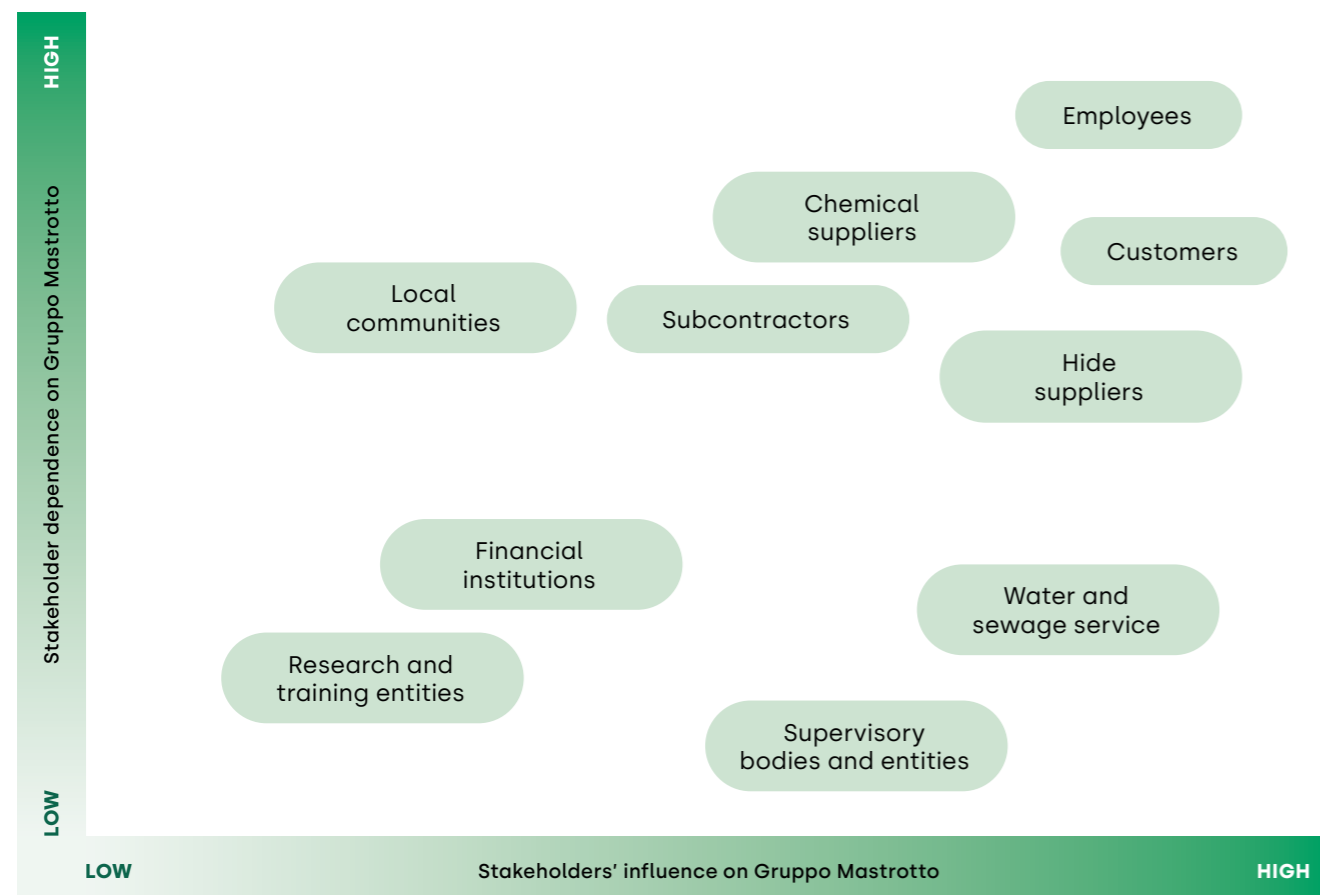 HIGH
Stakeholder dependence on Gruppo Mastrotto
LOW
Employees
Chemical
suppliers
Customers
Local
communities
Subcontractors
Hide
suppliers
Financial
institutions
Water and
sewage service
Research and
training entities
Supervisory
bodies and entities
LOW
Stakeholders’ influence on Gruppo Mastrotto
HIGH